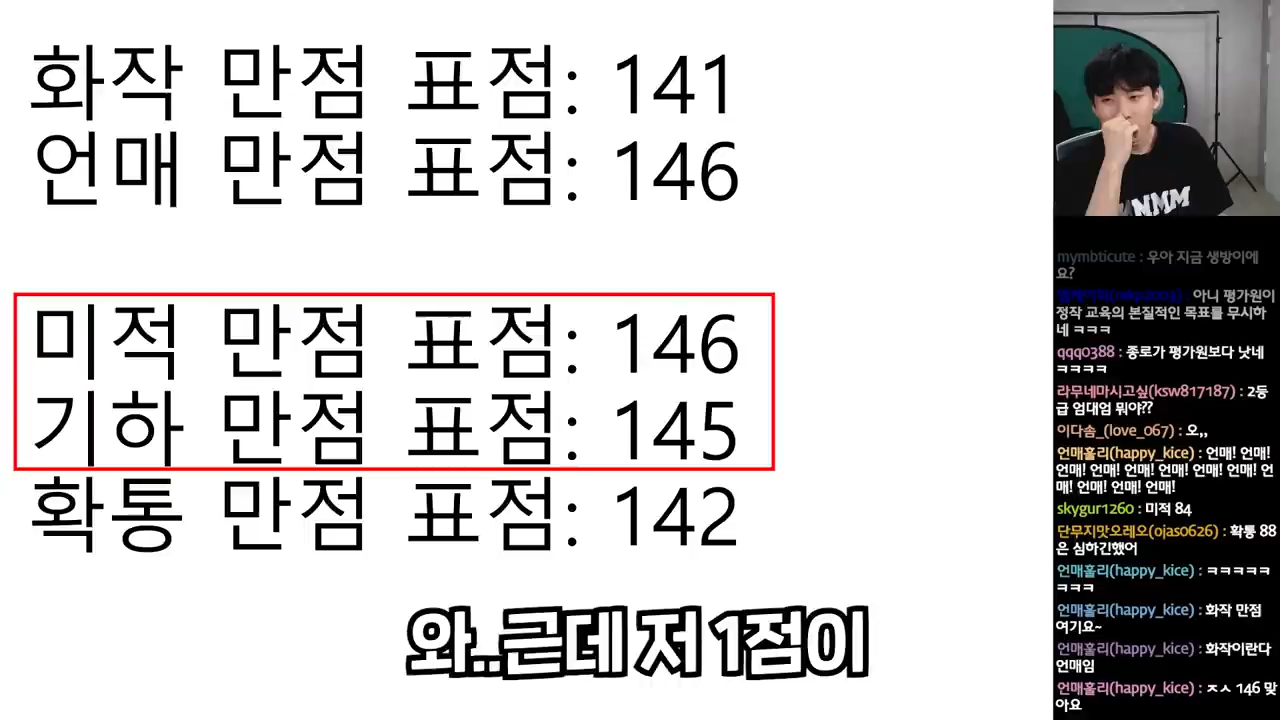 화작 만점 표점: 141
언매 만점 표점: 146
미적 만점 표점: 146
기하 만점 표점: 145
확통 만점 표점: 142
와..근데 저 1점이
NMM
mymbticute : 우아 지금 생방이에
요?
아니 평가원이
정작 교육의 본질적인 목표를 무시하
네 ㅋㅋㅋ
qqq0388 : 종로가 평가원보다 낫네
ㅋㅋㅋㅋ
라무네마시고싶(ksw817187) : 2등
급 엄대엄 뭐야??
이다솜_(love_067) : 오,,
언매홀리(happy_kice) : 언매! 언매!
언매! 언매! 언매! 언매! 언매! 언매! 언
매! 언매! 언매! 언매!
skygur1260 : 미적 84
단무지맛오레오(ojas0626) : 확통 88
은 심하긴했어
언매홀리(happy_kice) : ㅋㅋㅋㅋㅋ
ㅋㅋㅋ
언매홀리(happy_kice) : 화작 만점
여기요~
언매홀리(happy_kice) : 화작이란다
언매임
언매홀리(happy_kice) : ㅈㅅ 146 맞
아요